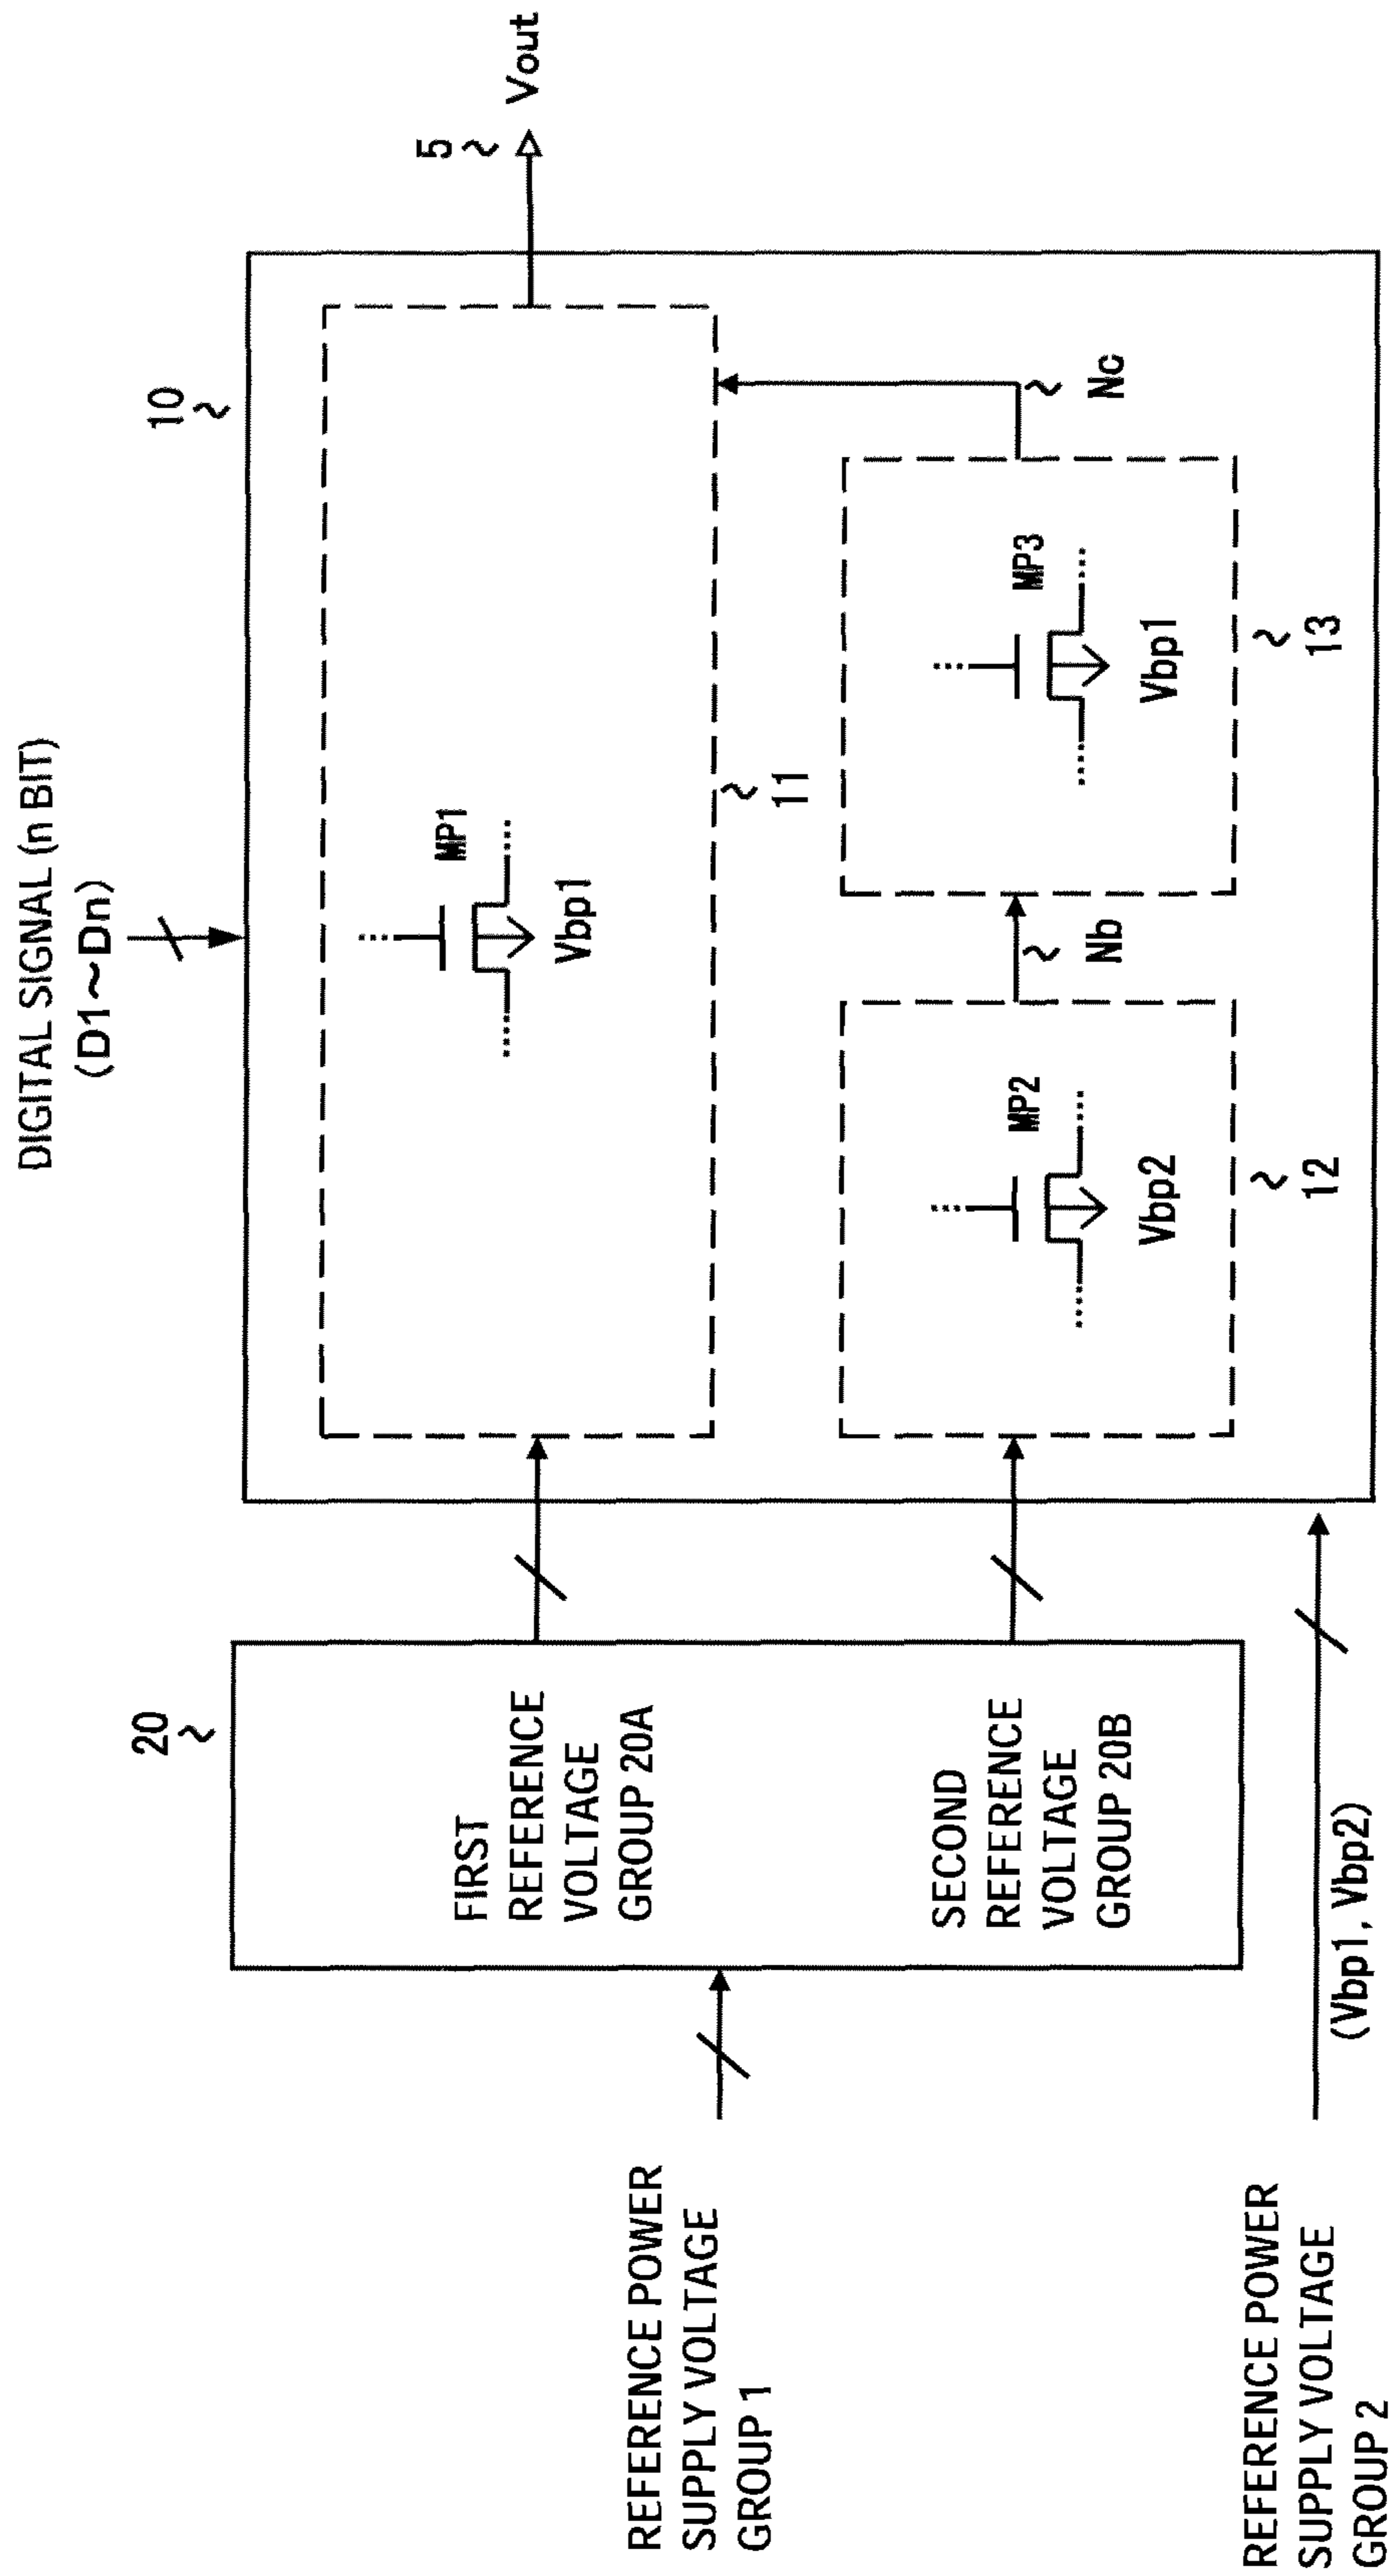 DIGITAL SIGNAL (n BIT)
(D1~Dn)
10
5
Vout
20
MP1
Vbp1
11
FIRST
REFERENCE
VOLTAGE
GROUP 20A
SECOND
REFERENCE
VOLTAGE
GROUP 20B
MP2
Vbp2
12
Nb
MP3
Vbp1
13
Nc
REFERENCE POWER
SUPPLY VOLTAGE
GROUP 1
REFERENCE POWER
SUPPLY VOLTAGE
GROUP 2
(Vbp1, Vbp2)